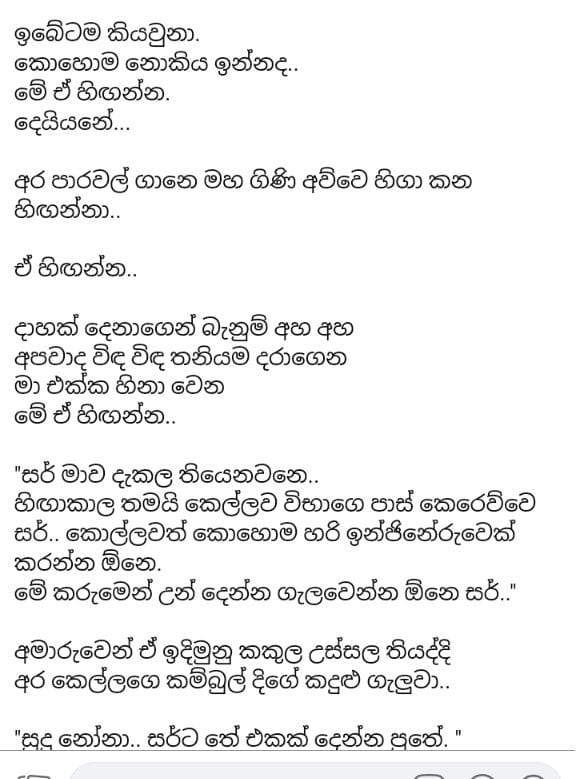 ඉබේටම කියවුනා.
කොහොම නොකිය ඉන්නද..
මේ ඒ හිඟන්න.
දෙයියනේ...
අර පාරවල් ගානෙ මහ ගිණි අව්වෙ හිගා කන
හිඟන්නා..
ඒ හිඟන්න..
දාහක් දෙනාගෙන් බැනුම් අහ අහ
අපවාද විඳ විඳ තනියම දරාගෙන
මා එක්ක හිනා වෙන
මේ ඒ හිඟන්න..
"සර් මාව දැකල තියෙනවනෙ..
හිඟාකාල තමයි කෙල්ලව විභාගෙ පාස් කෙරෙව්වෙ
සර්.. කොල්ලවත් කොහොම හරි ඉන්ජිනේරුවෙක්
කරන්න ඕනෙ.
මේ කරුමෙන් උන් දෙන්න ගැලවෙන්න ඕනෙ සර්.."
අමාරුවෙන් ඒ ඉදිමුනු කකුල උස්සල තියද්දි
අර කෙල්ලගෙ කම්බුල් දිගේ කදුළු ගැලුවා..
"සුදු නෝනා.. සර්ට තේ එකක් දෙන්න පුතේ. "